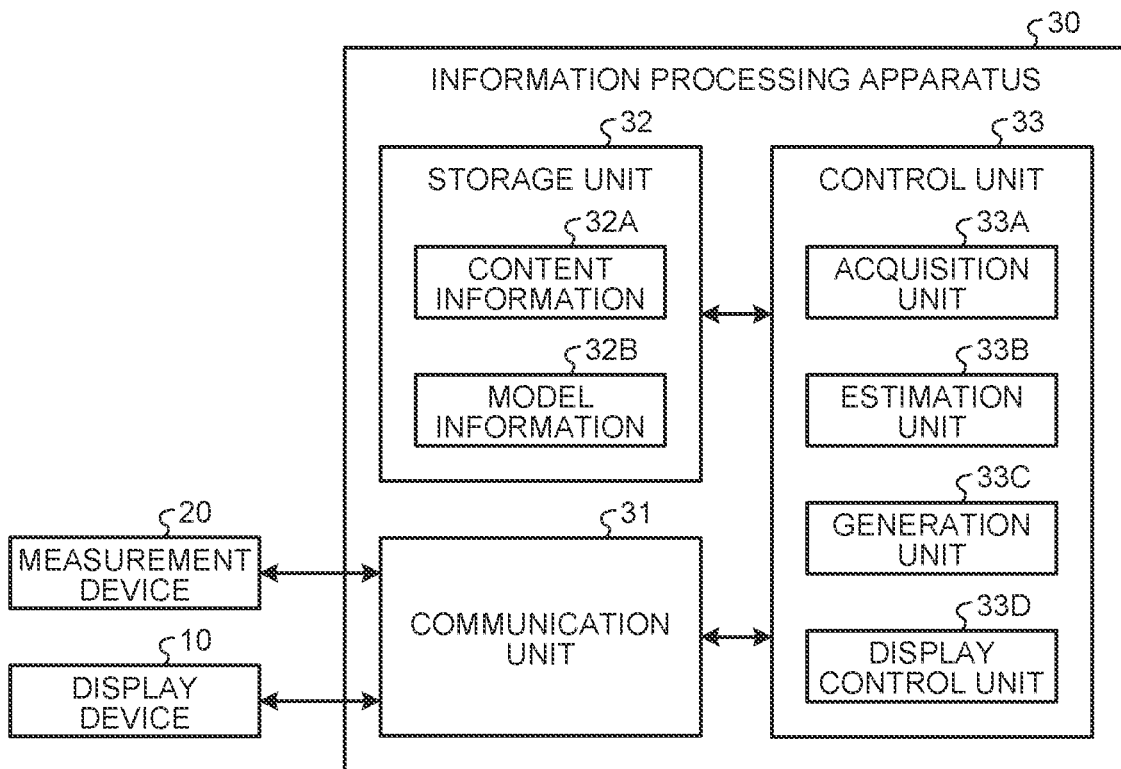 30
INFORMATION PROCESSING APPARATUS
32
STORAGE UNIT
32A
CONTENT
INFORMATION
32B
MODEL
INFORMATION
33
CONTROL UNIT
33A
ACQUISITION
UNIT
33B
ESTIMATION
UNIT
33C
GENERATION
UNIT
33D
DISPLAY
CONTROL UNIT
31
COMMUNICATION
UNIT
20
MEASUREMENT
DEVICE
10
DISPLAY
DEVICE